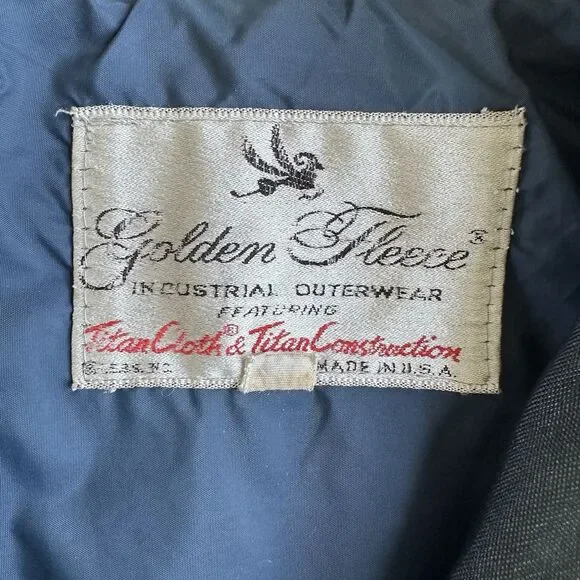 Golden Fleece®
INDUSTRIAL OUTERWEAR
FEATURING
Titan Cloth® & Titan Construction
MADE IN U.S.A.